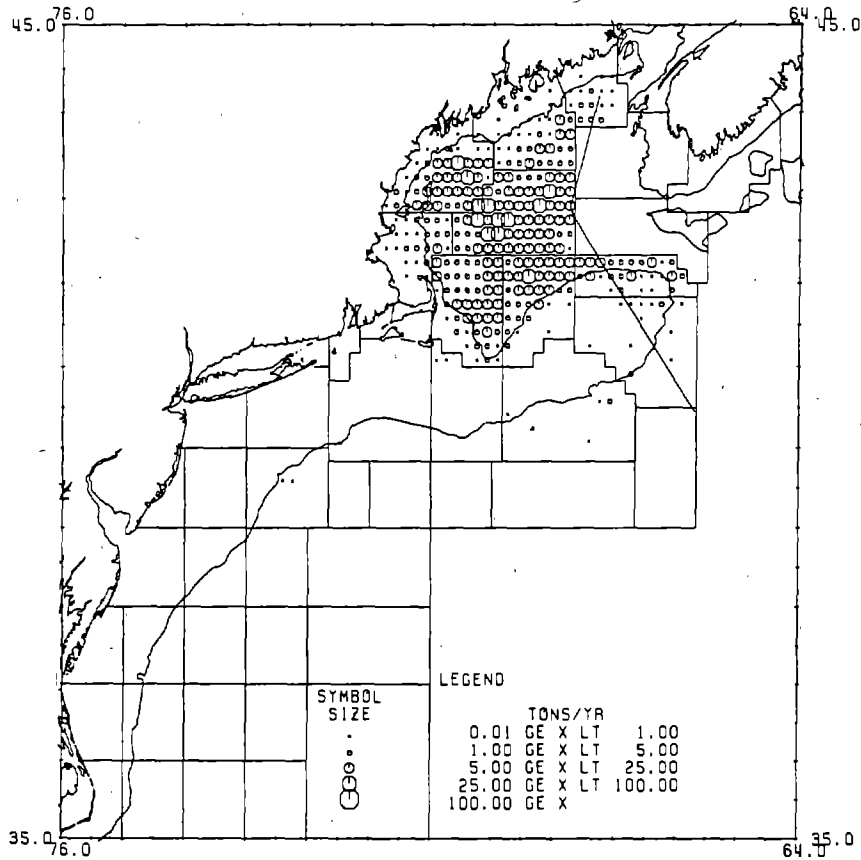 76.0 64.0
45.0 45.0
LEGEND
SYMBOL
SIZE
TONS/YR
0.01 GE X LT 1.00
1.00 GE X LT 5.00
5.00 GE X LT 25.00
25.00 GE X LT 100.00
100.00 GE X
35.0 35.0
76.0 64.0